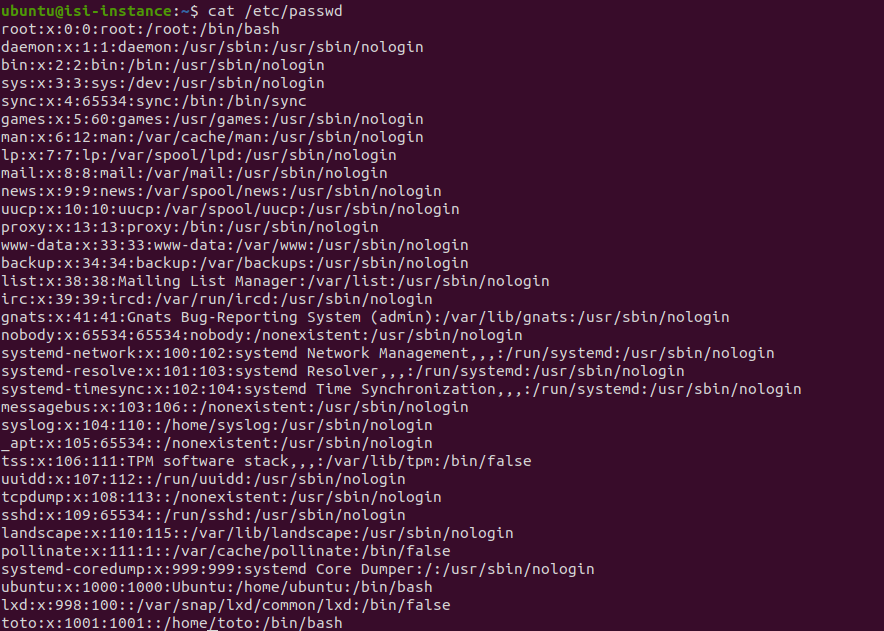 ubuntu@isi-instance:~$ cat /etc/passwd
root:x:0:0:root:/root:/bin/bash
daemon:x:1:1:daemon:/usr/sbin:/usr/sbin/nologin
bin:x:2:2:bin:/bin:/usr/sbin/nologin
sys:x:3:3:sys:/dev:/usr/sbin/nologin
sync:x:4:65534:sync:/bin:/bin/sync
games:x:5:60:games:/usr/games:/usr/sbin/nologin
man:x:6:12:man:/var/cache/man:/usr/sbin/nologin
lp:x:7:7:lp:/var/spool/lpd:/usr/sbin/nologin
mail:x:8:8:mail:/var/mail:/usr/sbin/nologin
news:x:9:9:news:/var/spool/news:/usr/sbin/nologin
uucp:x:10:10:uucp:/var/spool/uucp:/usr/sbin/nologin
proxy:x:13:13:proxy:/bin:/usr/sbin/nologin
www-data:x:33:33:www-data:/var/www:/usr/sbin/nologin
backup:x:34:34:backup:/var/backups:/usr/sbin/nologin
list:x:38:38:Mailing List Manager:/var/list:/usr/sbin/nologin
irc:x:39:39:ircd:/var/run/ircd:/usr/sbin/nologin
gnats:x:41:41:Gnats Bug-Reporting System (admin):/var/lib/gnats:/usr/sbin/nologin
nobody:x:65534:65534:nobody:/nonexistent:/usr/sbin/nologin
systemd-network:x:100:102:systemd Network Management,,,:/run/systemd:/usr/sbin/nologin
systemd-resolve:x:101:103:systemd Resolver,,,:/run/systemd:/usr/sbin/nologin
systemd-timesync:x:102:104:systemd Time Synchronization,,,:/run/systemd:/usr/sbin/nologin
messagebus:x:103:106::/nonexistent:/usr/sbin/nologin
syslog:x:104:110::/home/syslog:/usr/sbin/nologin
_apt:x:105:65534::/nonexistent:/usr/sbin/nologin
tss:x:106:111:TPM software stack,,,:/var/lib/tpm:/bin/false
uuidd:x:107:112::/run/uuidd:/usr/sbin/nologin
tcpdump:x:108:113::/nonexistent:/usr/sbin/nologin
sshd:x:109:65534::/run/sshd:/usr/sbin/nologin
landscape:x:110:115::/var/lib/landscape:/usr/sbin/nologin
pollinate:x:111:1::/var/cache/pollinate:/bin/false
systemd-coredump:x:999:999:systemd Core Dumper:/:/usr/sbin/nologin
ubuntu:x:1000:1000:Ubuntu:/home/ubuntu:/bin/bash
lxd:x:998:100::/var/snap/lxd/common/lxd:/bin/false
toto:x:1001:1001::/home/toto:/bin/bash